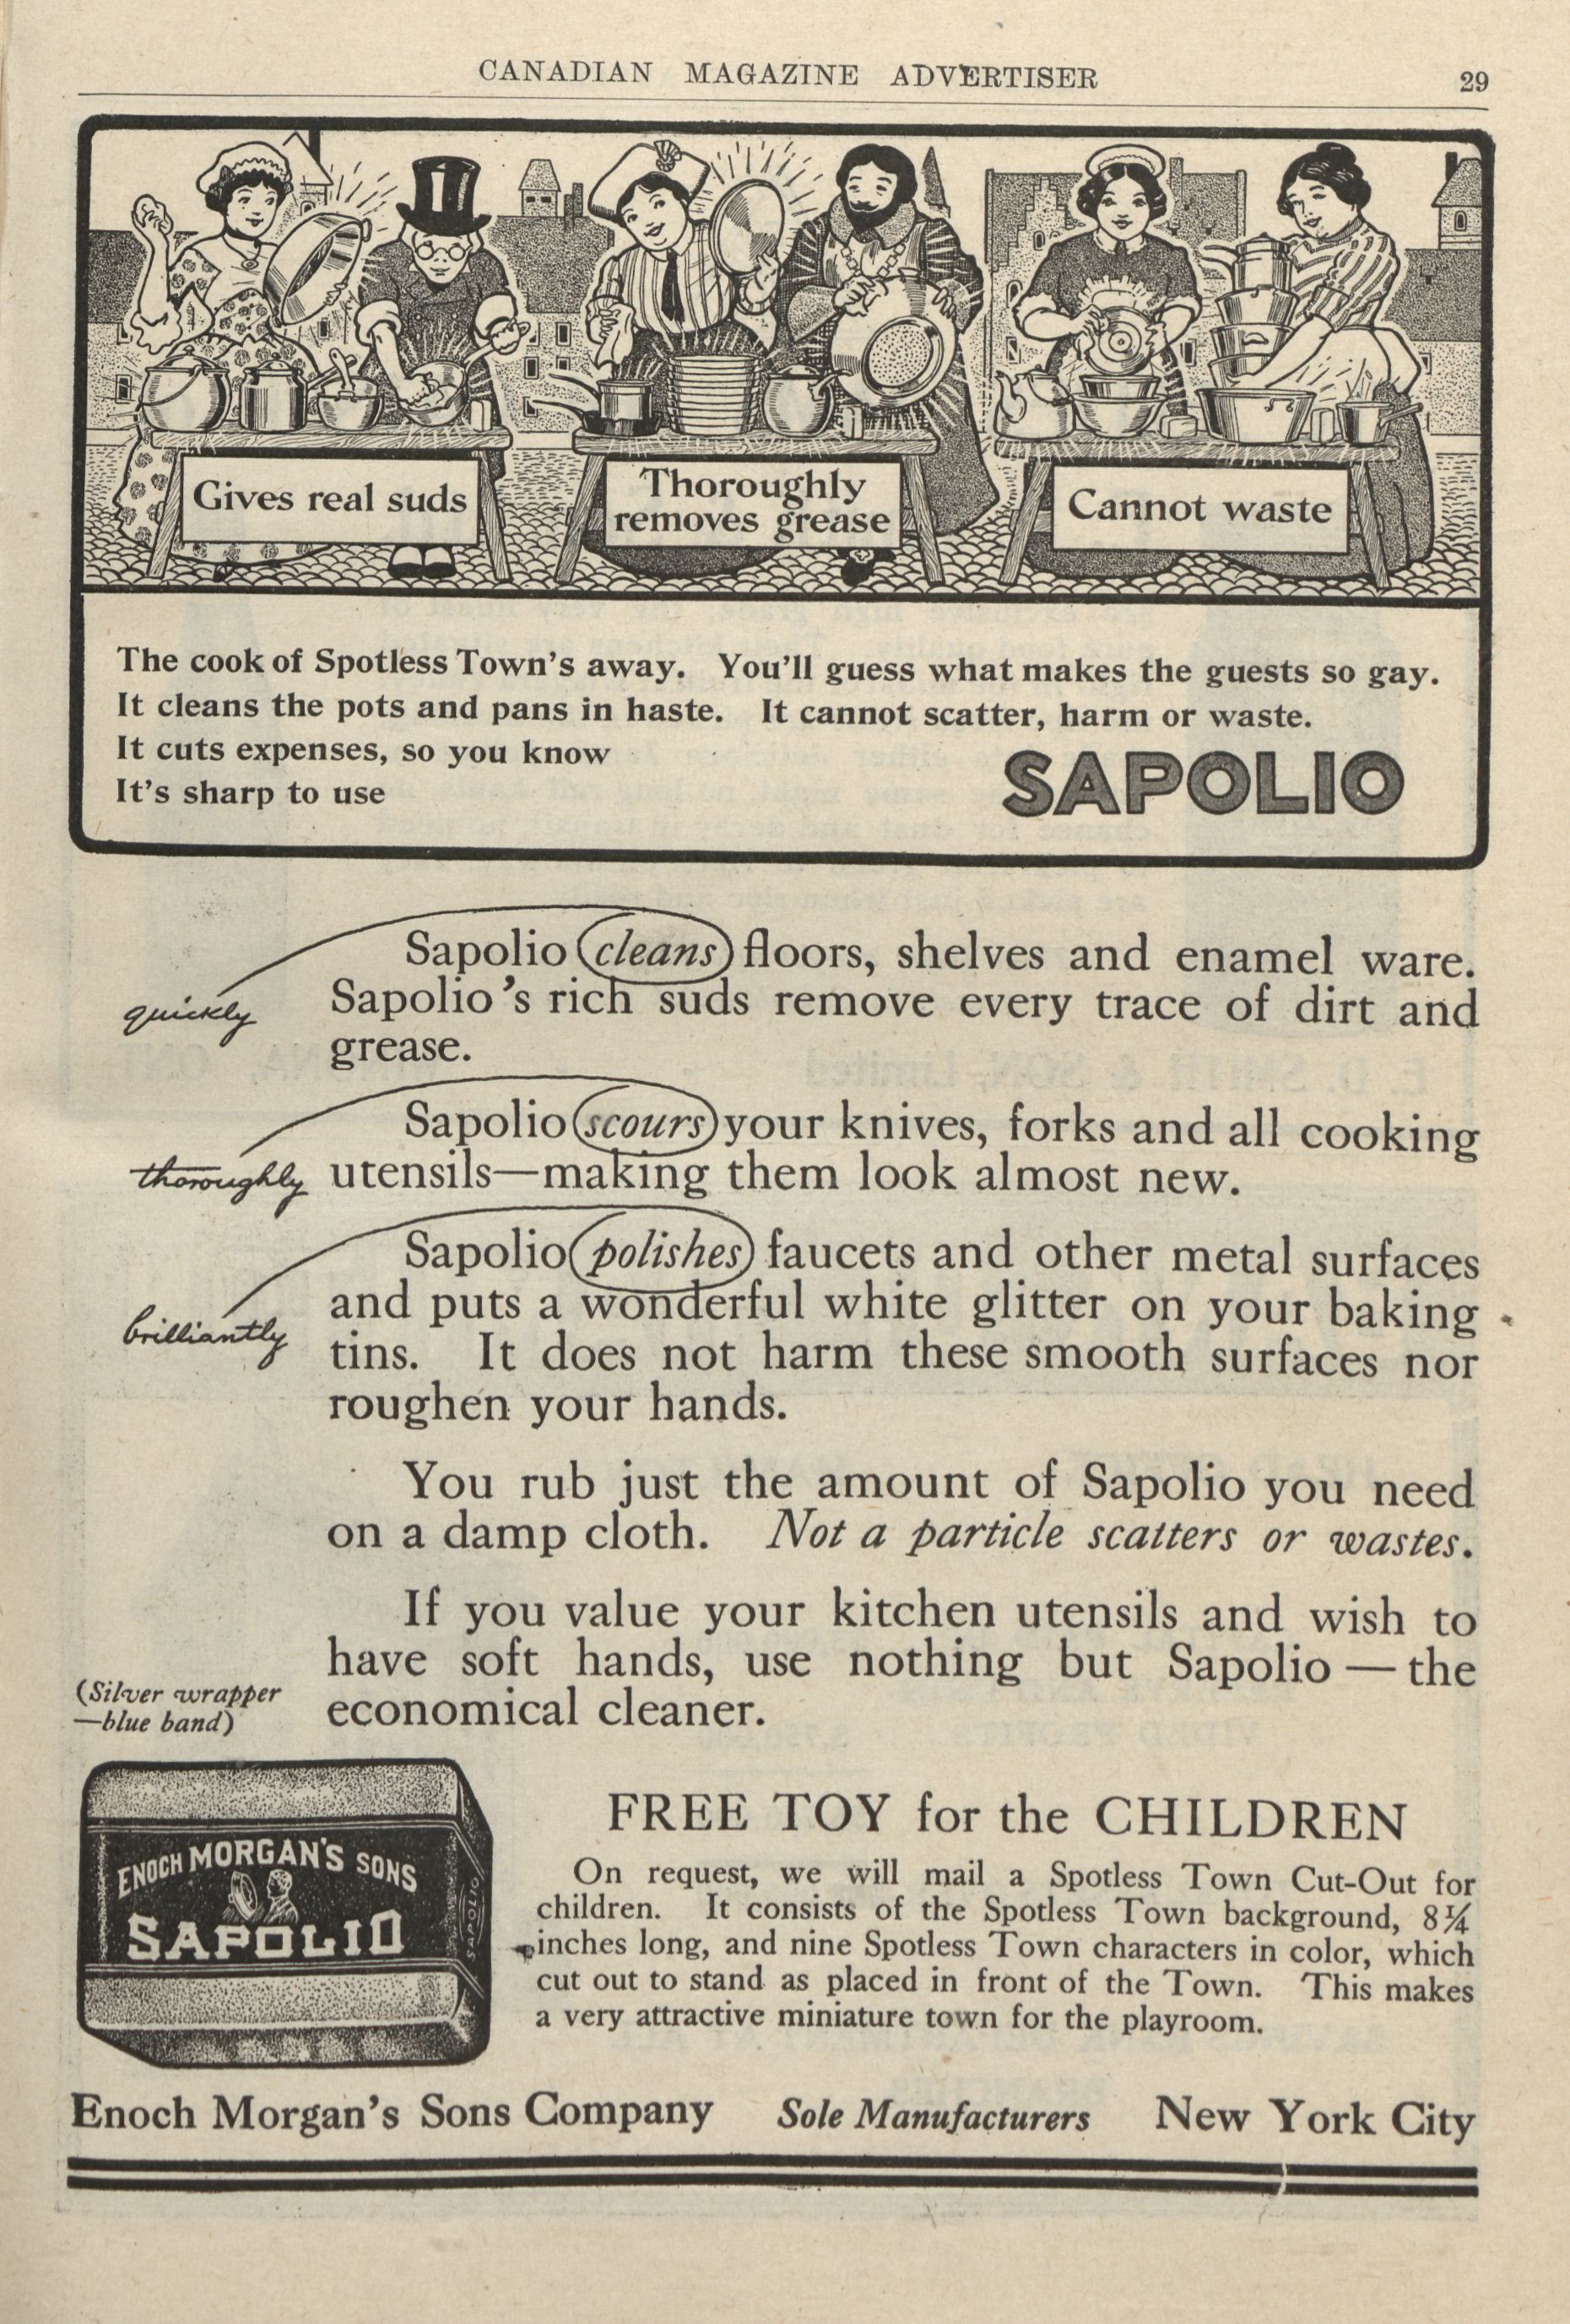 CANADIAN MAGAZINE ADVERTISER 29
Gives real suds
Thoroughly
removes grease
Cannot waste
The cook of Spotless Town's away. You'll guess what makes the guests so gay.
It cleans the pots and pans in haste. It cannot scatter, harm or waste.
It cuts expenses, so you know
It's sharp to use
SAPOLIO
Sapolio cleans floors, shelves and enamel ware.
quickly
Sapolio's rich suds remove every trace of dirt and
grease.
Sapolio scours your knives, forks and all cooking
thoroughly
utensils—making them look almost new.
Sapolio polishes faucets and other metal surfaces
and puts a wonderful white glitter on your baking
brilliantly
tins. It does not harm these smooth surfaces nor
roughen your hands.
You rub just the amount of Sapolio you need
on a damp cloth. Not a particle scatters or wastes.
If you value your kitchen utensils and wish to
have soft hands, use nothing but Sapolio — the
economical cleaner.
(Silver wrapper
—blue band)
ENOCH MORGAN'S SONS
SAPOLIO
SAPOLIO
FREE TOY for the CHILDREN
On request, we will mail a Spotless Town Cut-Out for
children. It consists of the Spotless Town background, 8¼
inches long, and nine Spotless Town characters in color, which
cut out to stand as placed in front of the Town. This makes
a very attractive miniature town for the playroom.
Enoch Morgan's Sons Company Sole Manufacturers New York City